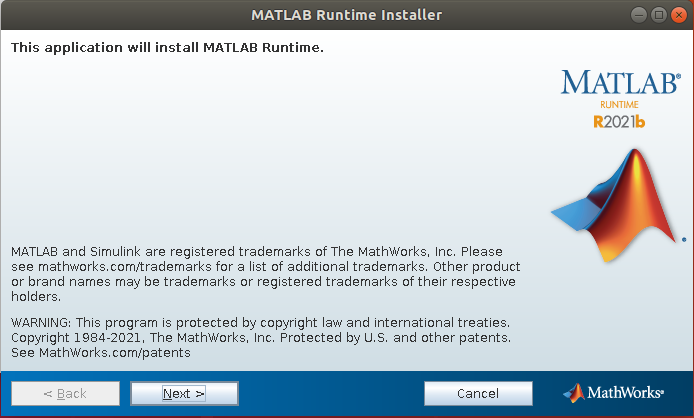 MATLAB Runtime Installer
This application will install MATLAB Runtime.
MATLAB®
RUNTIME
R2021b
MATLAB and Simulink are registered trademarks of The MathWorks, Inc. Please
see mathworks.com/trademarks for a list of additional trademarks. Other product
or brand names may be trademarks or registered trademarks of their respective
holders.
WARNING: This program is protected by copyright law and international treaties.
Copyright 1984-2021, The MathWorks, Inc. Protected by U.S. and other patents.
See MathWorks.com/patents
< Back
Next >
Cancel
MathWorks®